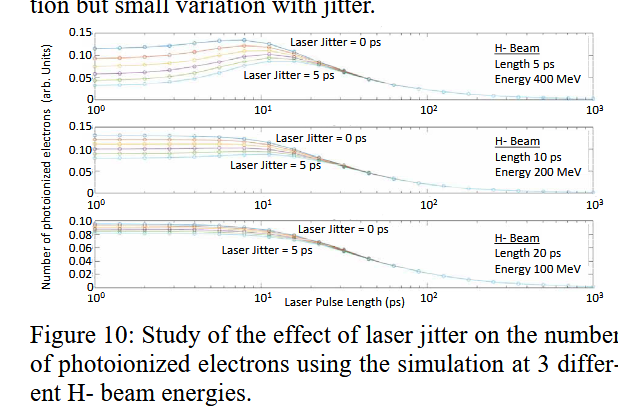 tion but small variation with jitter.
Number of photoionized electrons (arb. Units)
0.15
0.10
0.05
0
Laser Jitter = 0 ps
Laser Jitter = 5 ps
H- Beam
Length 5 ps
Energy 400 MeV
10⁰ 10¹ 10² 10³
0.15
0.10
0.05
0
Laser Jitter = 0 ps
Laser Jitter = 5 ps
H- Beam
Length 10 ps
Energy 200 MeV
10⁰ 10¹ 10² 10³
0.10
0.08
0.06
0.04
0.02
0
Laser Jitter = 0 ps
Laser Jitter = 5 ps
H- Beam
Length 20 ps
Energy 100 MeV
10⁰ 10¹ 10² 10³
Laser Pulse Length (ps)
Figure 10: Study of the effect of laser jitter on the number
of photoionized electrons using the simulation at 3 differ-
ent H- beam energies.